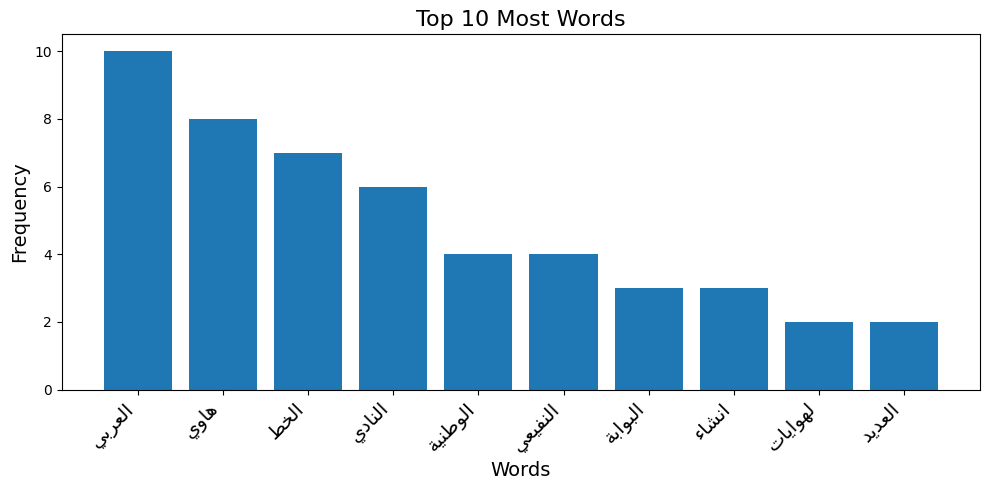 Top 10 Most Words
Frequency
10
8
6
4
2
0
العربي
هاوي
الخط
النادي
الوطنية
النفيعي
البوابة
انشاء
لهوايات
العديد
Words